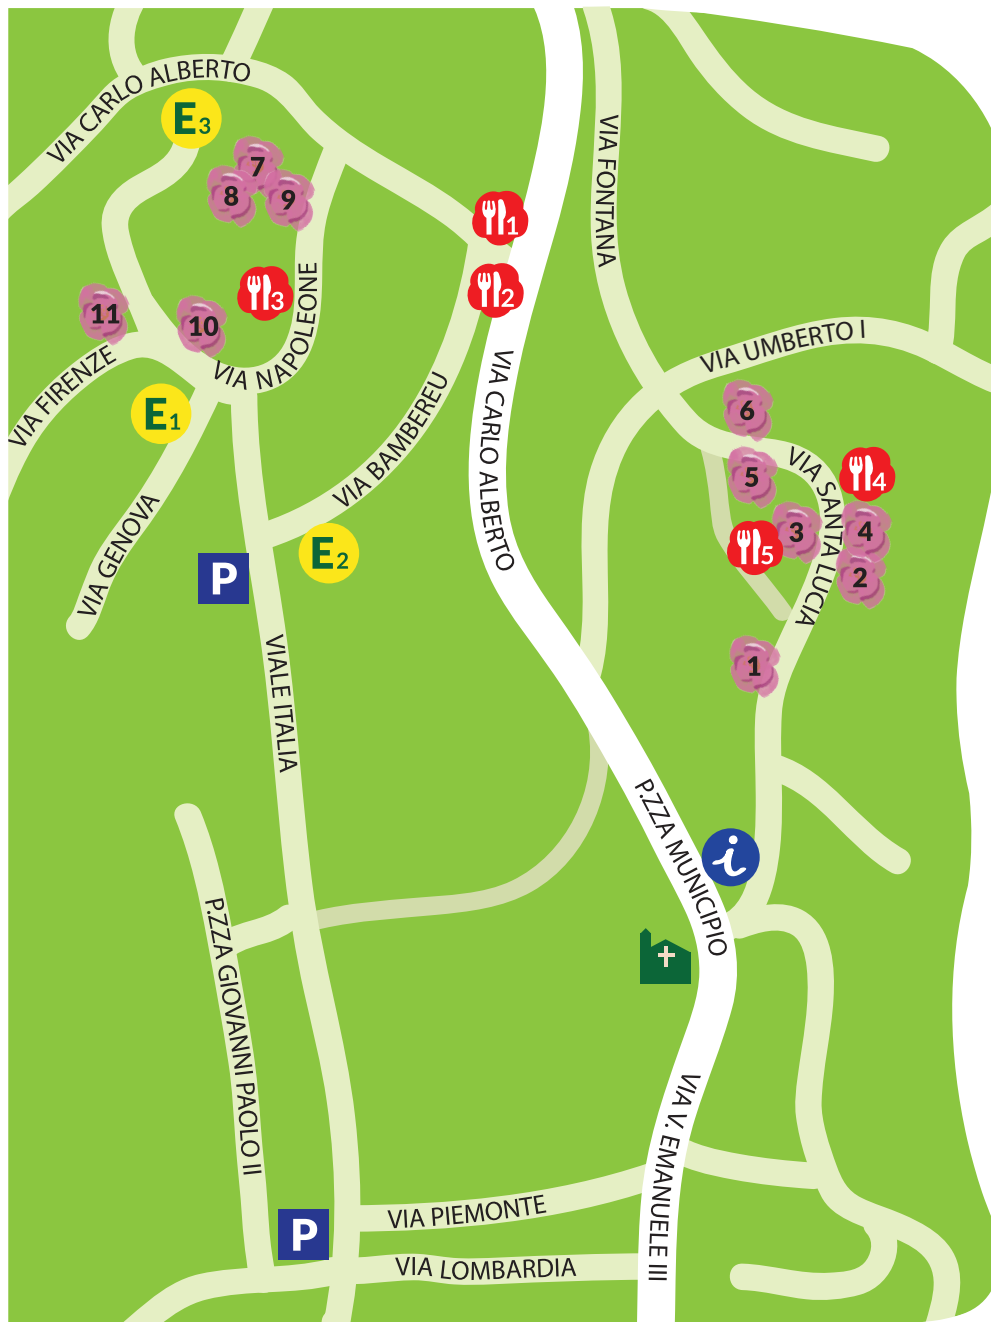 VIA CARLO ALBERTO
E3
7
8
9
VIA FONTANA
1
2
3
VIA NAPOLEONE
11
10
VIA FIRENZE
E1
VIA BAMBEREU
VIA CARLO ALBERTO
VIA UMBERTO I
6
VIA SANTA LUCIA
5
4
3
4
5
2
VIA GENOVA
E2
P
VIALE ITALIA
1
P.ZZA MUNICIPIO
i
P.ZZA GIOVANNI PAOLO II
VIA V. EMANUELE III
VIA PIEMONTE
P
VIA LOMBARDIA